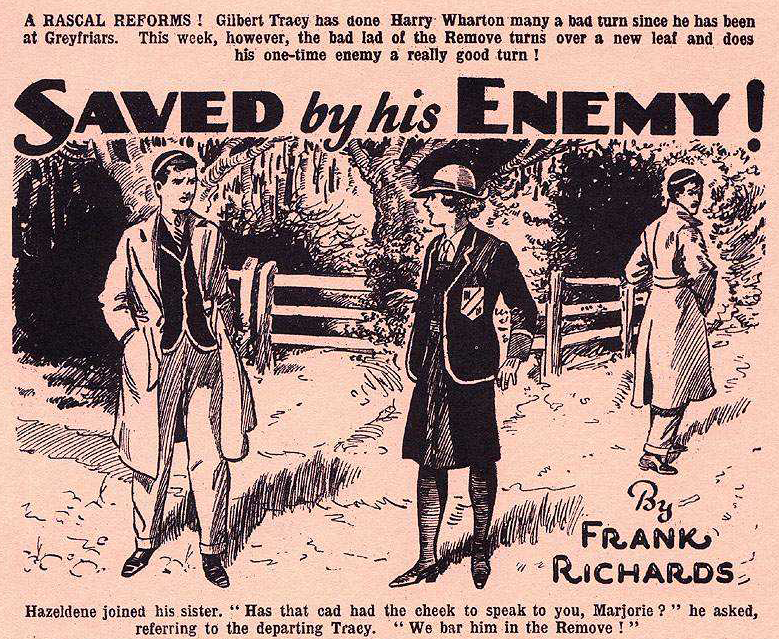 A RASCAL REFORMS! Gilbert Tracy has done Harry Wharton many a bad turn since he has been
at Greyfriars. This week, however, the bad lad of the Remove turns over a new leaf and does
his one-time enemy a really good turn!
SAVED by his ENEMY!
By
FRANK
RICHARDS
Hazeldene joined his sister. "Has that cad had the cheek to speak to you, Marjorie?" he asked,
referring to the departing Tracy. "We bar him in the Remove!"